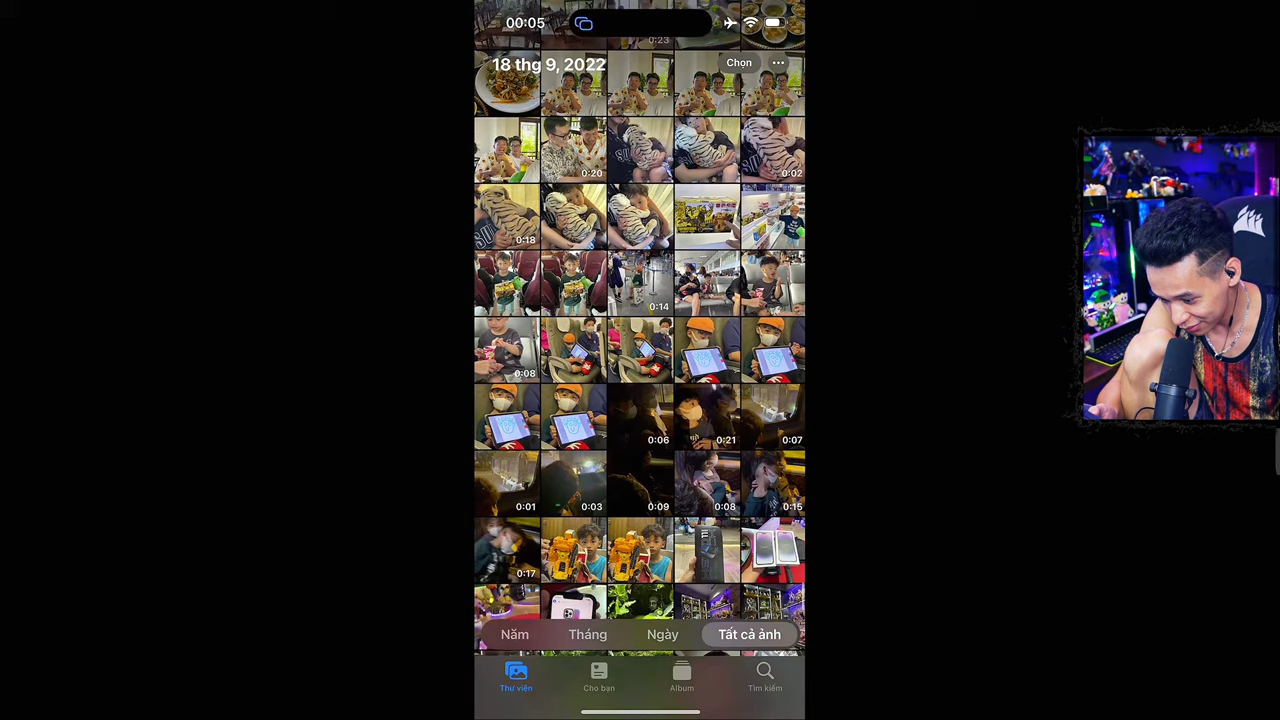 00:05
0:23
18 thg 9, 2022
Chọn
0:20
0:02
0:18
0:14
0:08
0:06
0:21
0:07
0:01
0:03
0:09
0:08
0:15
0:17
Năm
Tháng
Ngày
Tất cả ảnh
Thư viện
Cho bạn
Album
Tìm kiếm